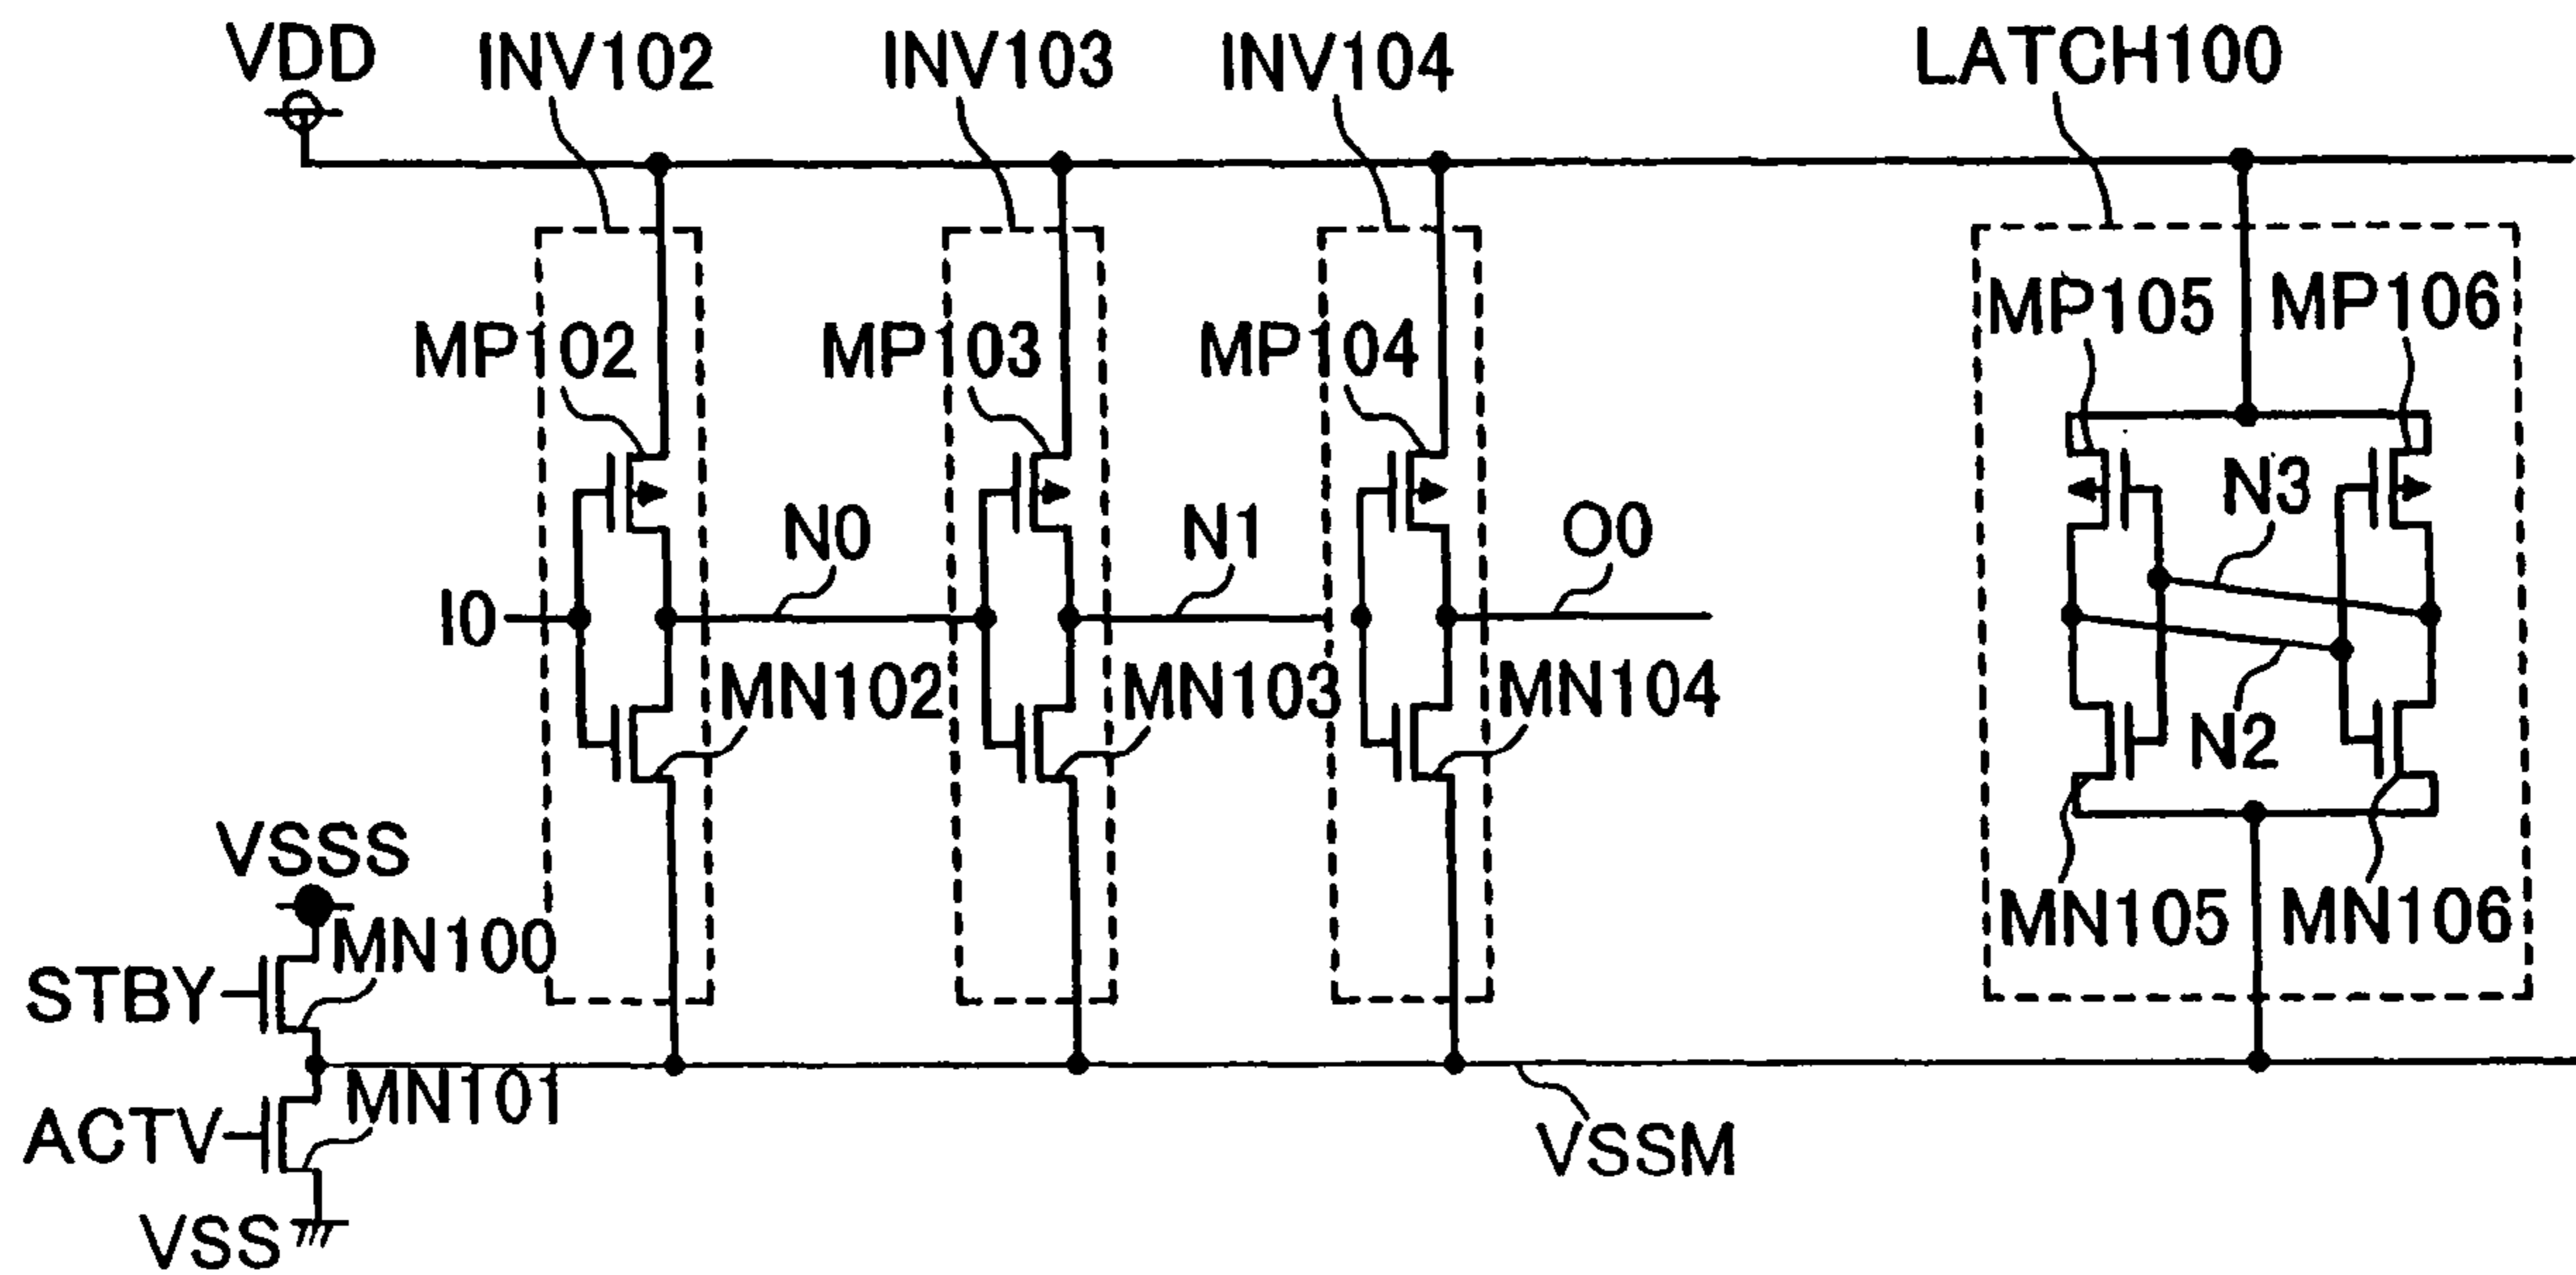 VDD INV102 INV103 INV104 LATCH100
MP105 MP106
MP102 MP103 MP104
N3
N0 N1 O0
I0
MN102 MN103 MN104
N2
VSSS
MN105 MN106
MN100
STBY
MN101
ACTV
VSSM
VSS